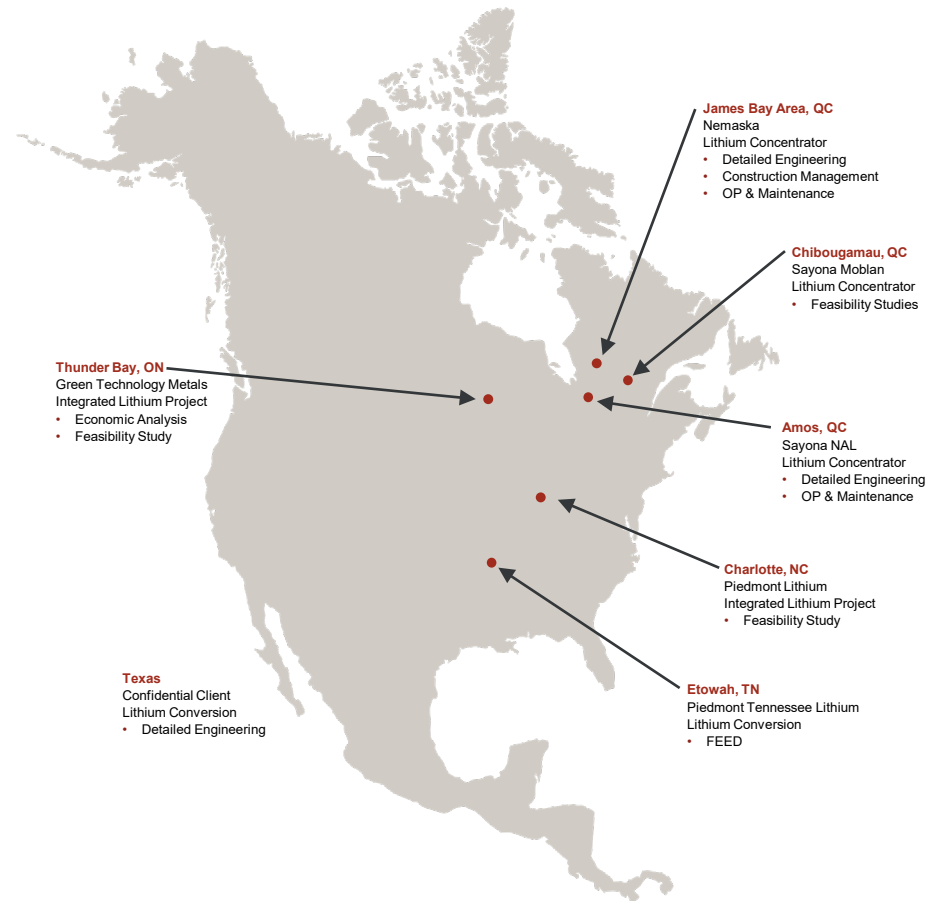 James Bay Area, QC
Nemaska
Lithium Concentrator
• Detailed Engineering
• Construction Management
• OP & Maintenance
Chibougamau, QC
Sayona Moblan
Lithium Concentrator
• Feasibility Studies
Thunder Bay, ON
Green Technology Metals
Integrated Lithium Project
• Economic Analysis
• Feasibility Study
Amos, QC
Sayona NAL
Lithium Concentrator
• Detailed Engineering
• OP & Maintenance
Charlotte, NC
Piedmont Lithium
Integrated Lithium Project
• Feasibility Study
Texas
Confidential Client
Lithium Conversion
• Detailed Engineering
Etowah, TN
Piedmont Tennessee Lithium
Lithium Conversion
• FEED